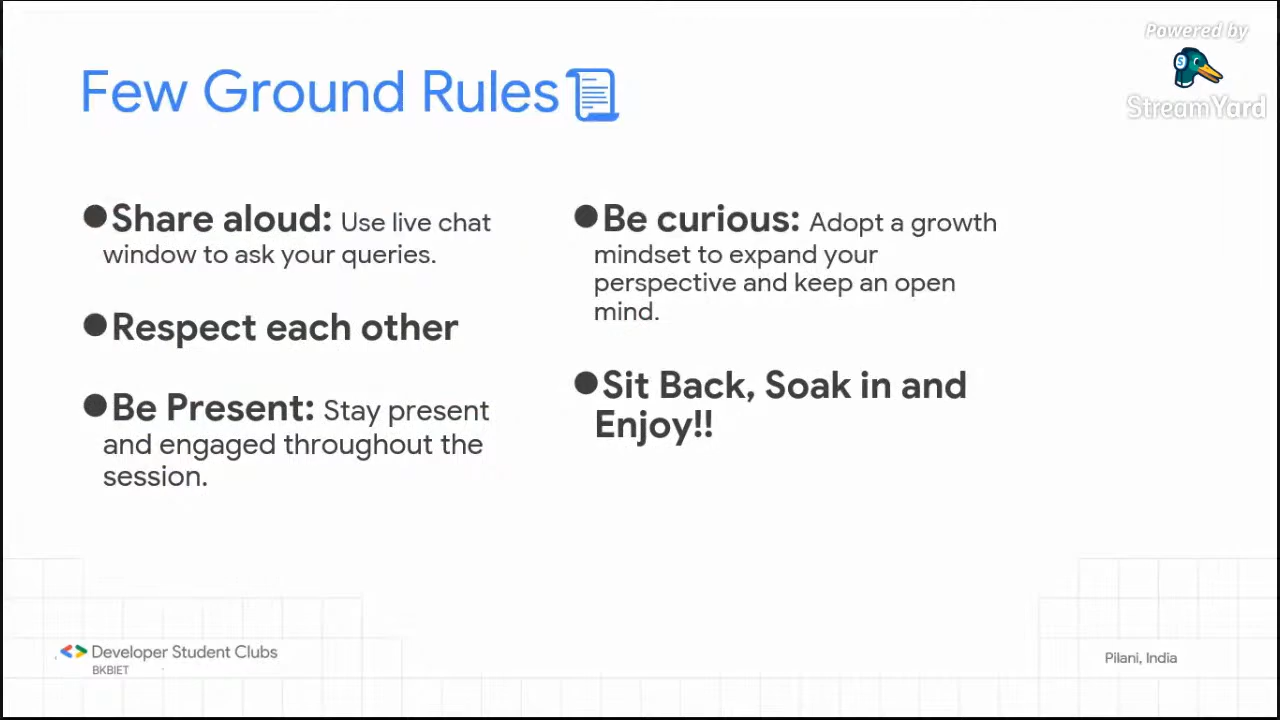 Powered by
StreamYard
Few Ground Rules
●Share aloud: Use live chat
window to ask your queries.
●Respect each other
●Be Present: Stay present
and engaged throughout the
session.
●Be curious: Adopt a growth
mindset to expand your
perspective and keep an open
mind.
●Sit Back, Soak in and
Enjoy!!
Developer Student Clubs
BKBIET
Pilani, India